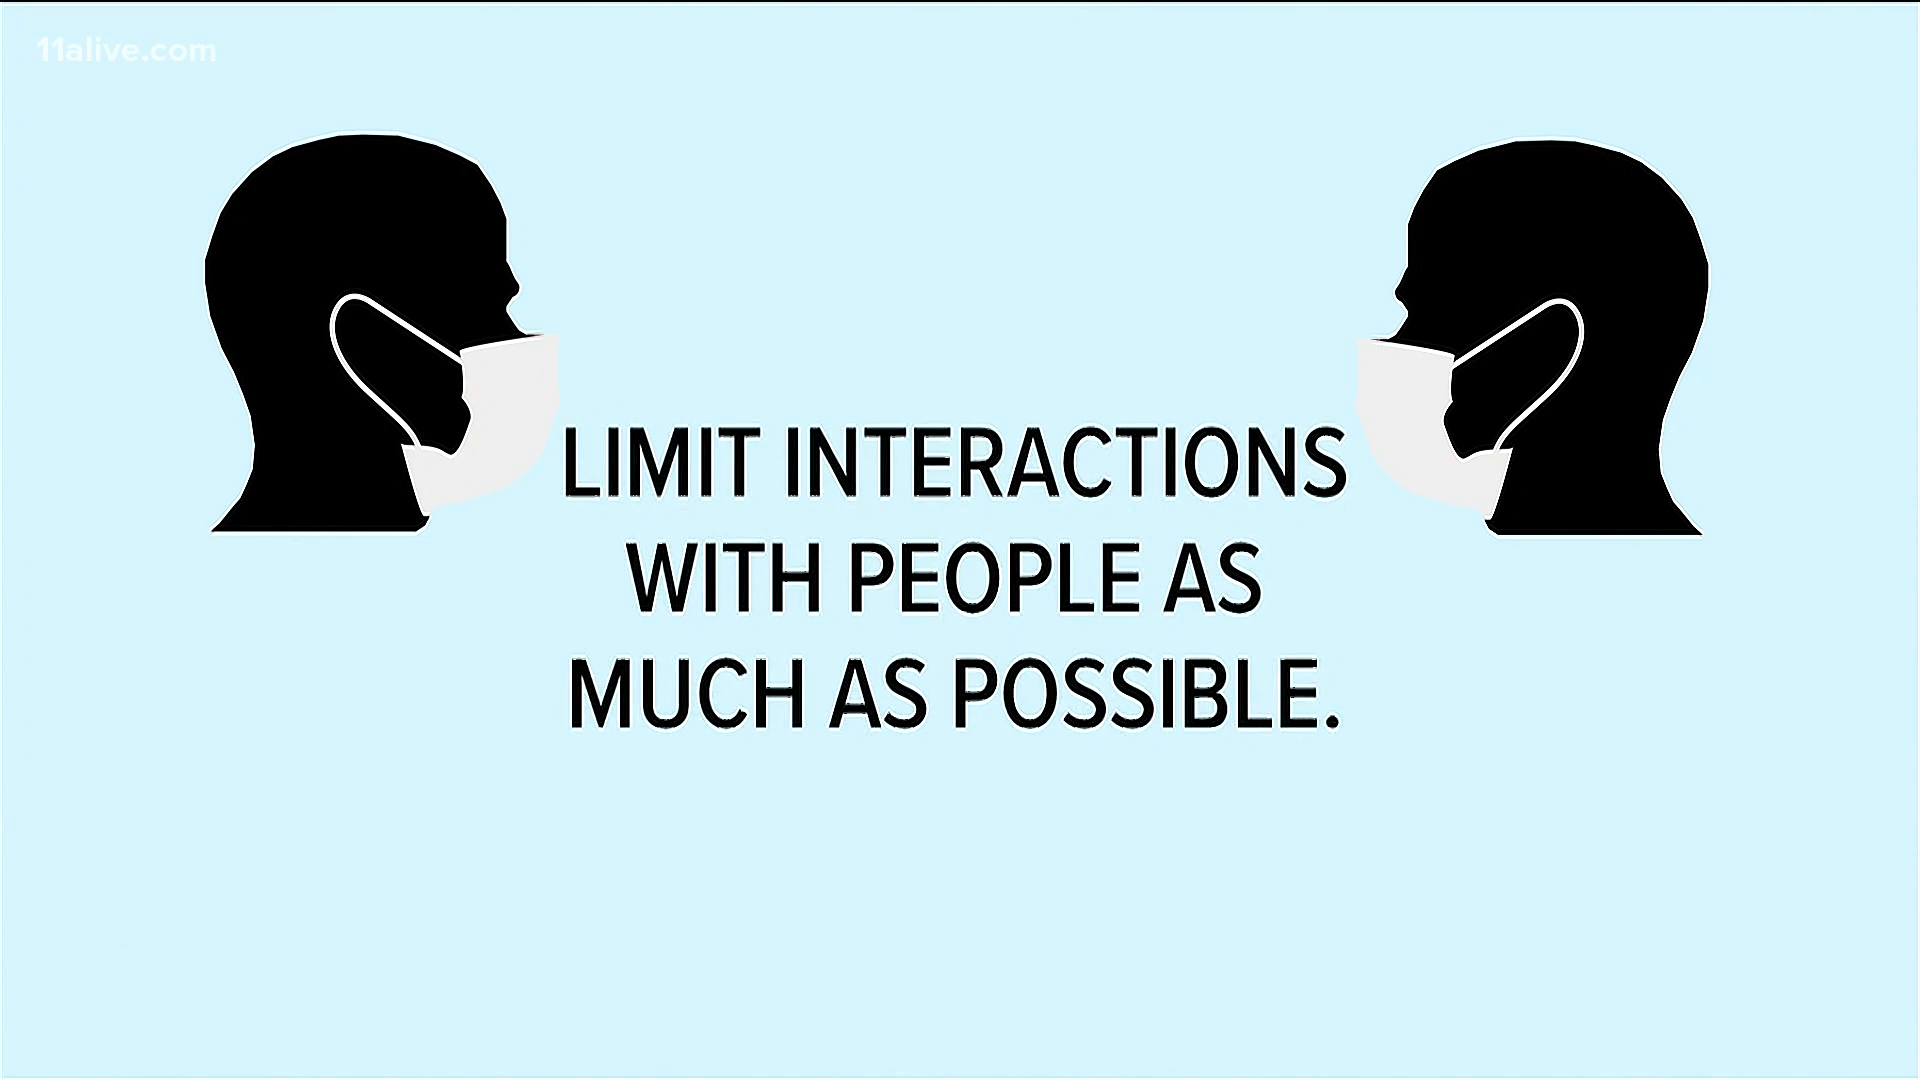 11alive.com
LIMIT INTERACTIONS
WITH PEOPLE AS
MUCH AS POSSIBLE.